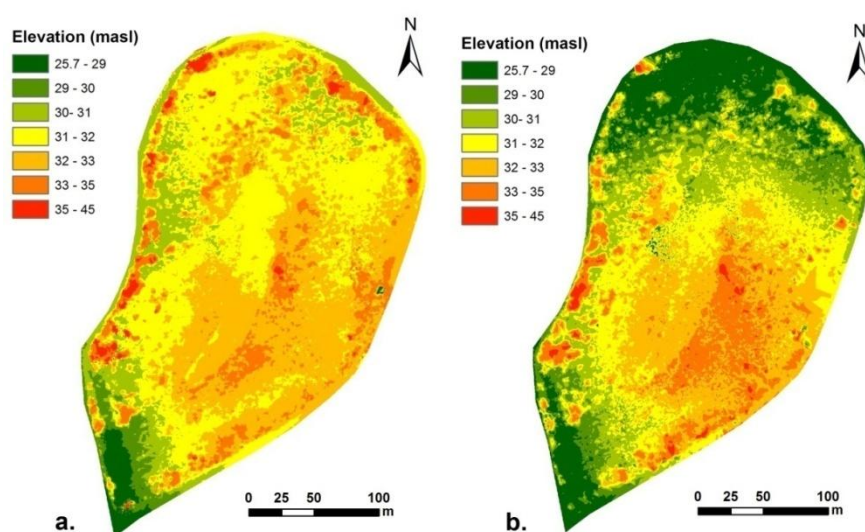 Elevation (masl)
25.7 - 29
29 - 30
30- 31
31 - 32
32 - 33
33 - 35
35 - 45
N
0 25 50 100
m
a.
Elevation (masl)
25.7 - 29
29 - 30
30- 31
31 - 32
32 - 33
33 - 35
35 - 45
N
0 25 50 100
m
b.